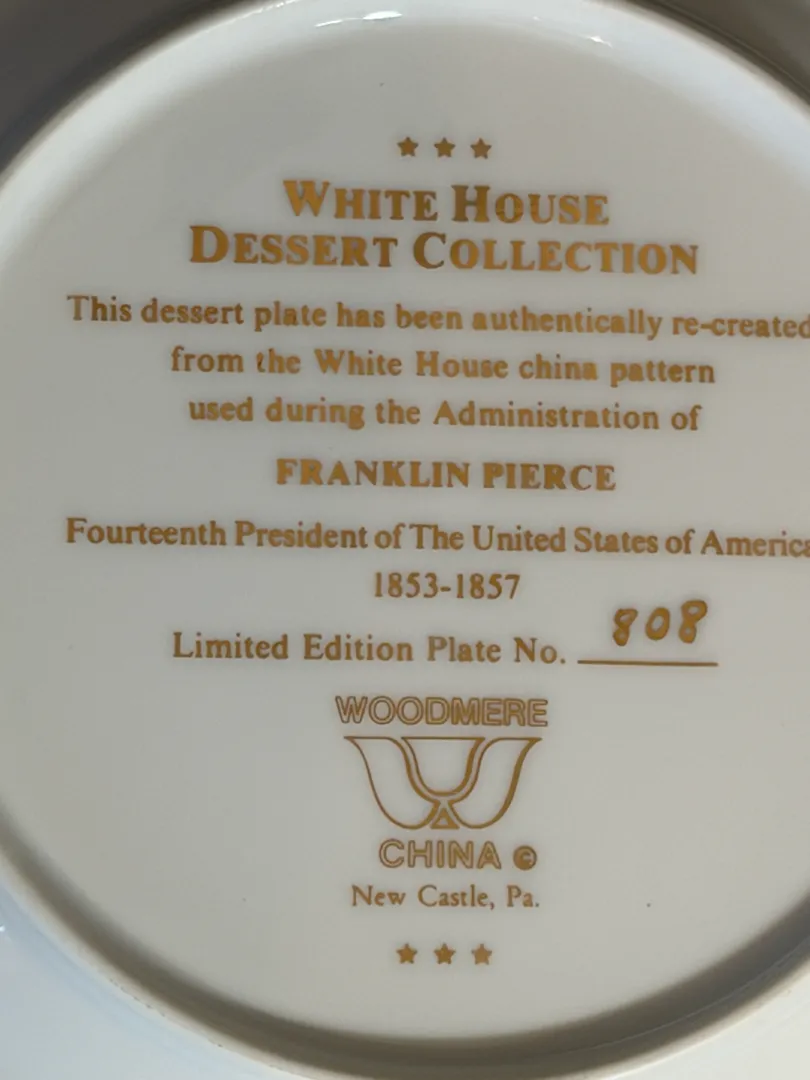 WHITE HOUSE
DESSERT COLLECTION
This dessert plate has been authentically re-created
from the White House china pattern
used during the Administration of
FRANKLIN PIERCE
Fourteenth President of The United States of America
1853-1857
Limited Edition Plate No. 808
WOODMERE
CHINA ©
New Castle, Pa.